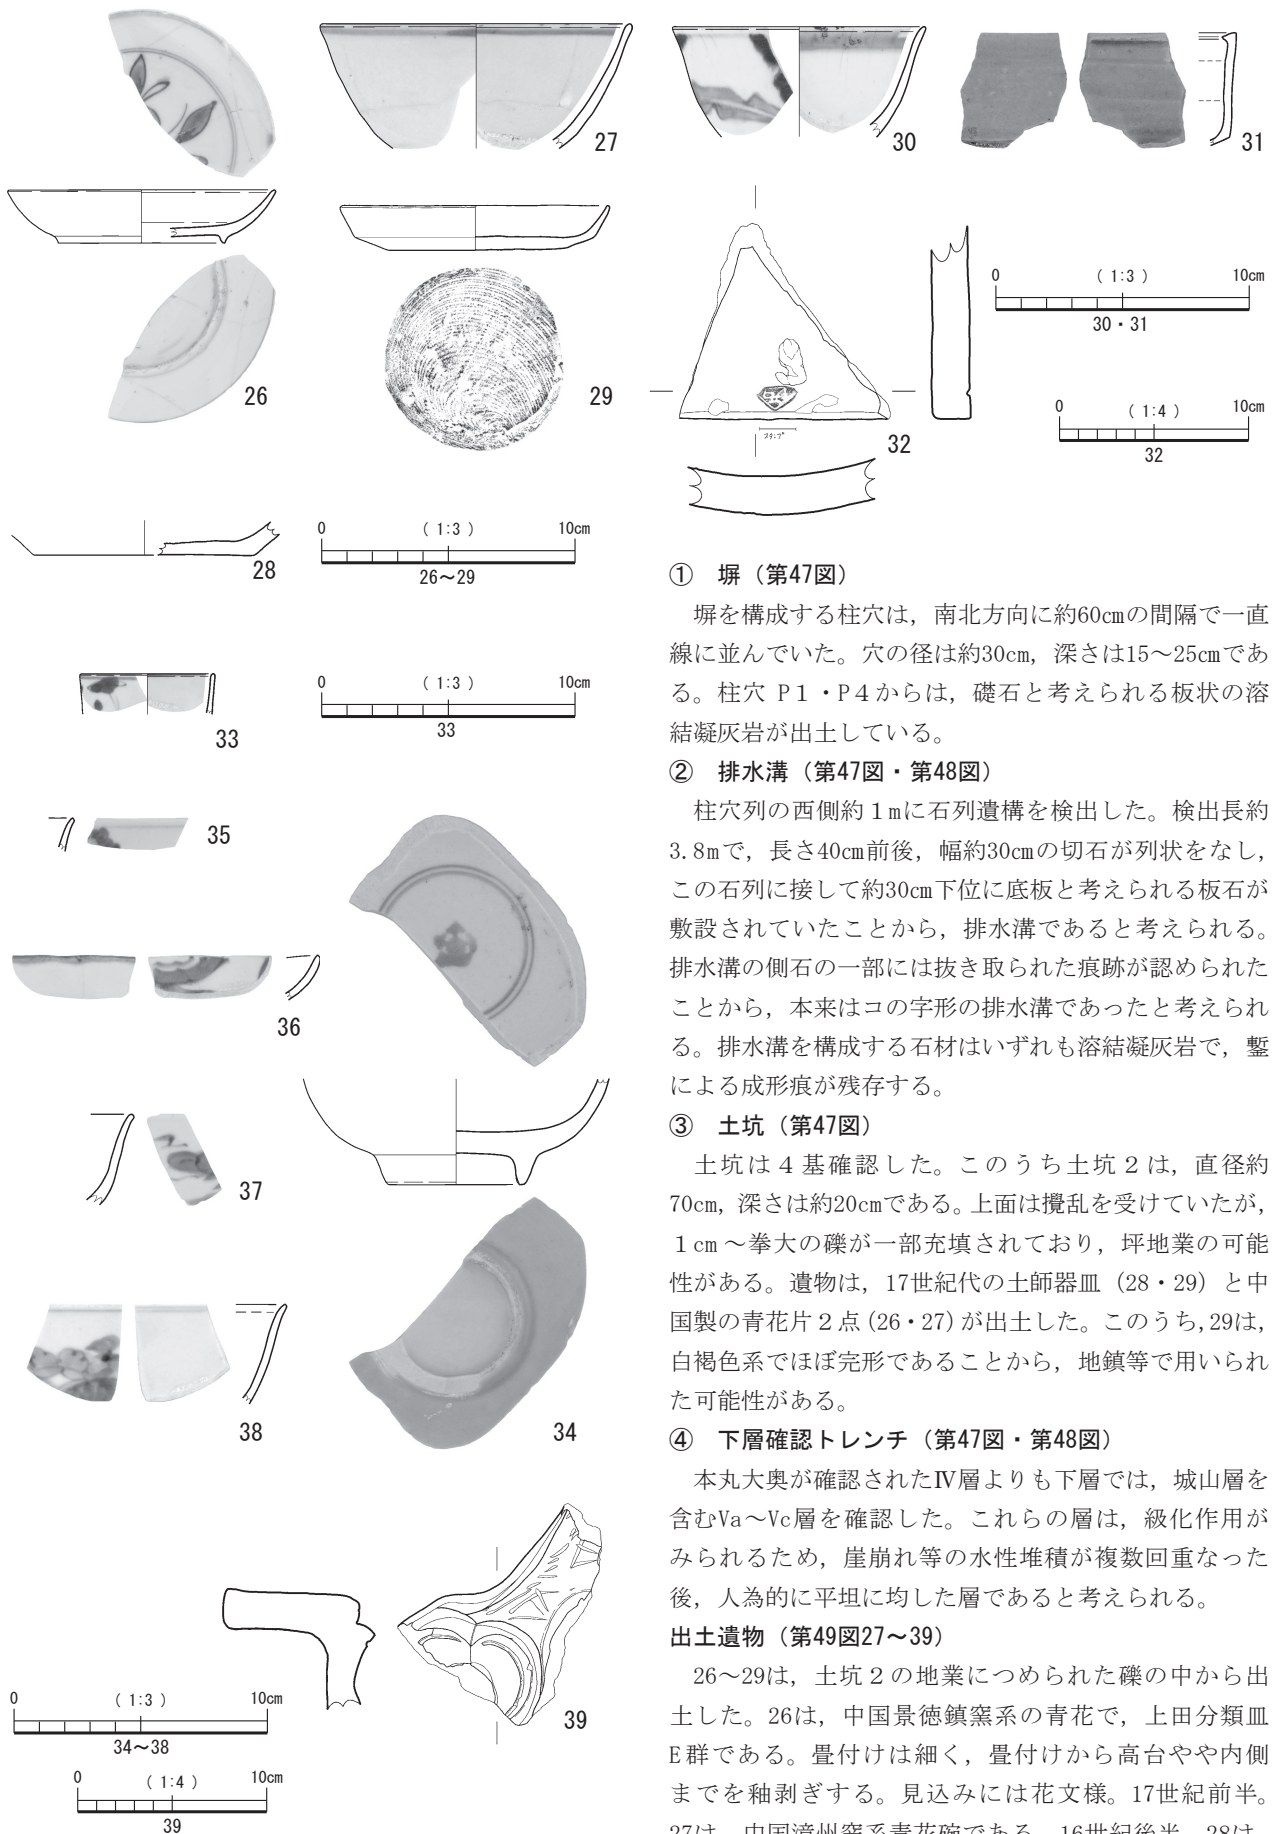 26
27
28
29
0 （1:3） 10cm
26～29
30
31
32
ｽﾀﾝﾌﾟ
0 （1:3） 10cm
30・31
0 （1:4） 10cm
32
33
0 （1:3） 10cm
33
35
36
37
38
34
39
0 （1:3） 10cm
34～38
0 （1:4） 10cm
39
①　塀（第47図）
　塀を構成する柱穴は，南北方向に約60㎝の間隔で一直
線に並んでいた。穴の径は約30㎝，深さは15～25㎝であ
る。柱穴 P１・P４からは，礎石と考えられる板状の溶
結凝灰岩が出土している。
②　排水溝（第47図・第48図）
　柱穴列の西側約１ｍに石列遺構を検出した。検出長約
3.8ｍで，長さ40㎝前後，幅約30㎝の切石が列状をなし，
この石列に接して約30㎝下位に底板と考えられる板石が
敷設されていたことから，排水溝であると考えられる。
排水溝の側石の一部には抜き取られた痕跡が認められた
ことから，本来はコの字形の排水溝であったと考えられ
る。排水溝を構成する石材はいずれも溶結凝灰岩で，鏨
による成形痕が残存する。
③　土坑（第47図）
　土坑は４基確認した。このうち土坑２は，直径約
70㎝，深さは約20㎝である。上面は攪乱を受けていたが，
１㎝～拳大の礫が一部充填されており，坪地業の可能
性がある。遺物は，17世紀代の土師器皿（28・29）と中
国製の青花片２点（26・27）が出土した。このうち，29は，
白褐色系でほぼ完形であることから，地鎮等で用いられ
た可能性がある。
④　下層確認トレンチ（第47図・第48図）
　本丸大奥が確認されたⅣ層よりも下層では，城山層を
含むⅤa～Ⅴc層を確認した。これらの層は，級化作用が
みられるため，崖崩れ等の水性堆積が複数回重なった
後，人為的に平坦に均した層であると考えられる。
出土遺物（第49図27～39）
　26～29は，土坑２の地業につめられた礫の中から出
土した。26は，中国景徳鎮窯系の青花で，上田分類皿
E群である。畳付けは細く，畳付けから高台やや内側
までを釉剥ぎする。見込みには花文様。17世紀前半。
27は，中国漳州窯系青花碗である。16世紀後半。28は，